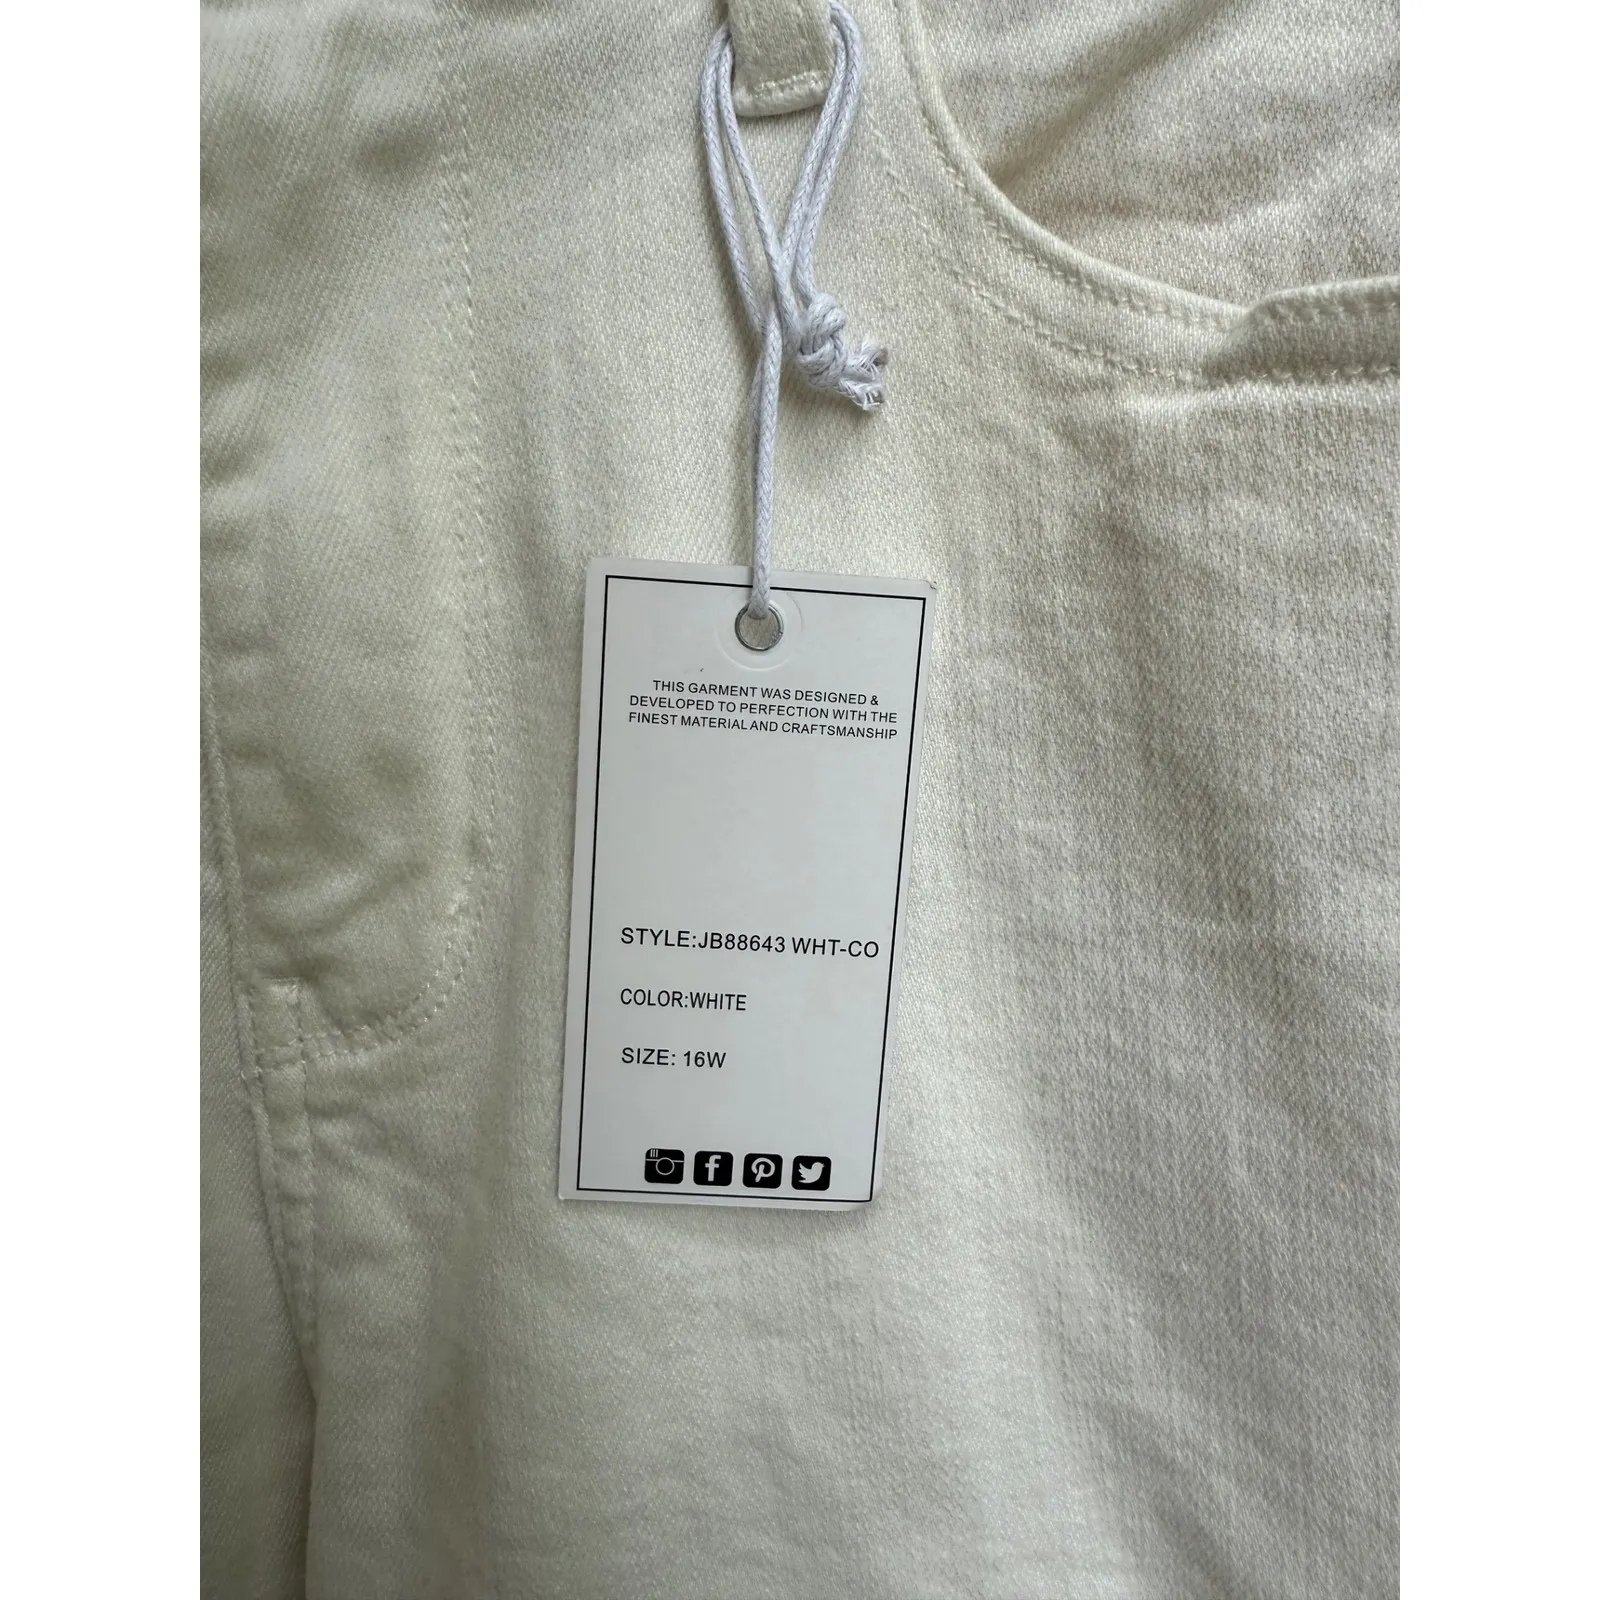 THIS GARMENT WAS DESIGNED &
DEVELOPED TO PERFECTION WITH THE
FINEST MATERIAL AND CRAFTSMANSHIP
STYLE:JB88643 WHT-CO
COLOR:WHITE
SIZE: 16W